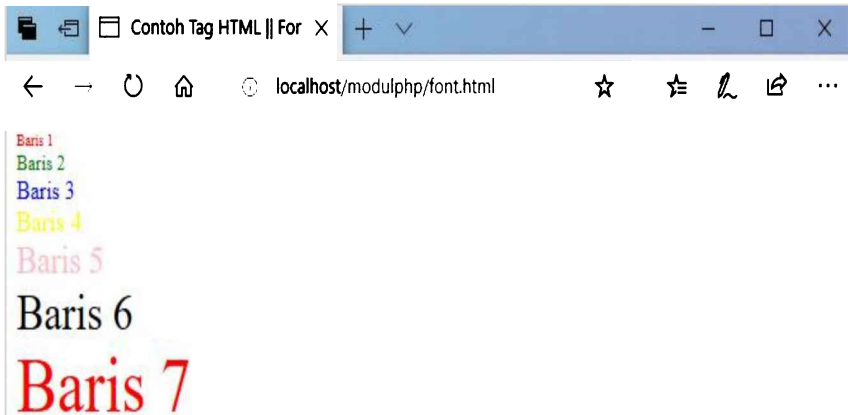 Contoh Tag HTML || For
localhost/modulphp/font.html
Baris 1
Baris 2
Baris 3
Baris 4
Baris 5
Baris 6
Baris 7